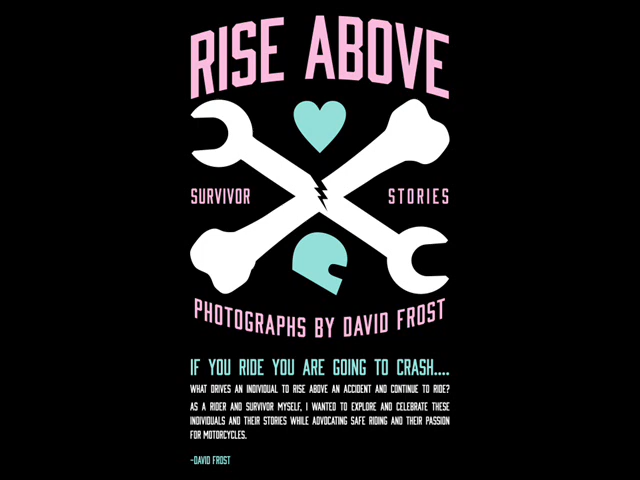 RISE ABOVE
SURVIVOR STORIES
PHOTOGRAPHS BY DAVID FROST
IF YOU RIDE YOU ARE GOING TO CRASH....
WHAT DRIVES AN INDIVIDUAL TO RISE ABOVE AN ACCIDENT AND CONTINUE TO RIDE?
AS A RIDER AND SURVIVOR MYSELF, I WANTED TO EXPLORE AND CELEBRATE THESE
INDIVIDUALS AND THEIR STORIES WHILE ADVOCATING SAFE RIDING AND THEIR PASSION
FOR MOTORCYCLES.
~DAVID FROST